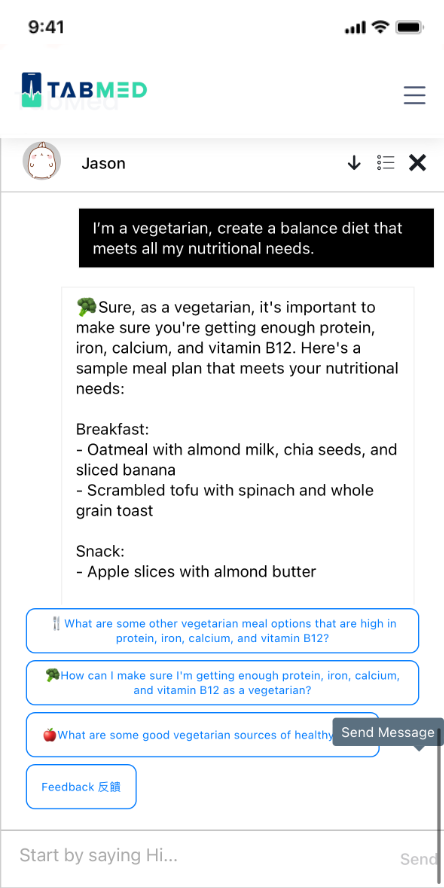 9:41
TABMED
TabMed
Jason
I'm a vegetarian, create a balance diet that
meets all my nutritional needs.
🥦Sure, as a vegetarian, it's important to
make sure you're getting enough protein,
iron, calcium, and vitamin B12. Here's a
sample meal plan that meets your nutritional
needs:
Breakfast:
- Oatmeal with almond milk, chia seeds, and
sliced banana
- Scrambled tofu with spinach and whole
grain toast
Snack:
- Apple slices with almond butter
🍴What are some other vegetarian meal options that are high in
protein, iron, calcium, and vitamin B12?
🥦How can I make sure I'm getting enough protein, iron, calcium,
and vitamin B12 as a vegetarian?
🍎What are some good vegetarian sources of healthy
Send Message
Feedback 反饋
Start by saying Hi...
Send